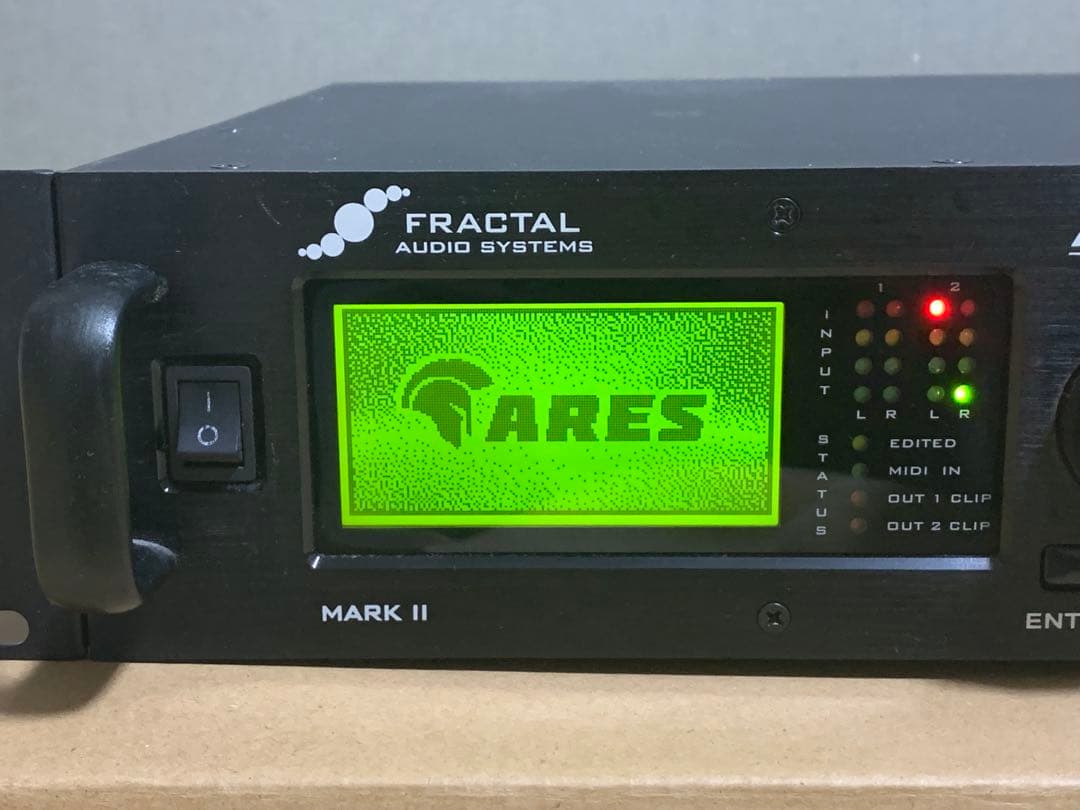 FRACTAL
AUDIO SYSTEMS
ARES
1 2
INPUT
L R L R
STATUS
EDITED
MIDI IN
OUT 1 CLIP
OUT 2 CLIP
I
O
MARK II
ENT